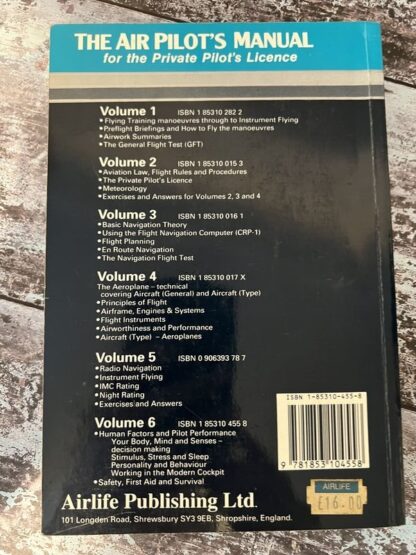 THE AIR PILOT'S MANUAL
for the Private Pilot's Licence
Volume 1 ISBN 1 85310 282 2
•Flying Training manoeuvres through to Instrument Flying
•Preflight Briefings and How to Fly the manoeuvres
•Airwork Summaries
•The General Flight Test (GFT)
Volume 2 ISBN 1 85310 015 3
•Aviation Law, Flight Rules and Procedures
•The Private Pilot's Licence
•Meteorology
•Exercises and Answers for Volumes 2, 3 and 4
Volume 3 ISBN 1 85310 016 1
•Basic Navigation Theory
•Using the Flight Navigation Computer (CRP-1)
•Flight Planning
•En Route Navigation
•The Navigation Flight Test
Volume 4 ISBN 1 85310 017 X
The Aeroplane – technical
covering Aircraft (General) and Aircraft (Type)
•Principles of Flight
•Airframe, Engines & Systems
•Flight Instruments
•Airworthiness and Performance
•Aircraft (Type) – Aeroplanes
Volume 5 ISBN 0 906393 78 7
•Radio Navigation
•Instrument Flying
•IMC Rating
•Night Rating
•Exercises and Answers
Volume 6 ISBN 1 85310 455 8
•Human Factors and Pilot Performance
Your Body, Mind and Senses –
decision making
Stimulus, Stress and Sleep
Personality and Behaviour
Working in the Modern Cockpit
•Safety, First Aid and Survival
ISBN 1-85310-455-8
9 781853 104558
AIRLIFE
£16.00
Airlife Publishing Ltd.
101 Longden Road, Shrewsbury SY3 9EB, Shropshire, England.